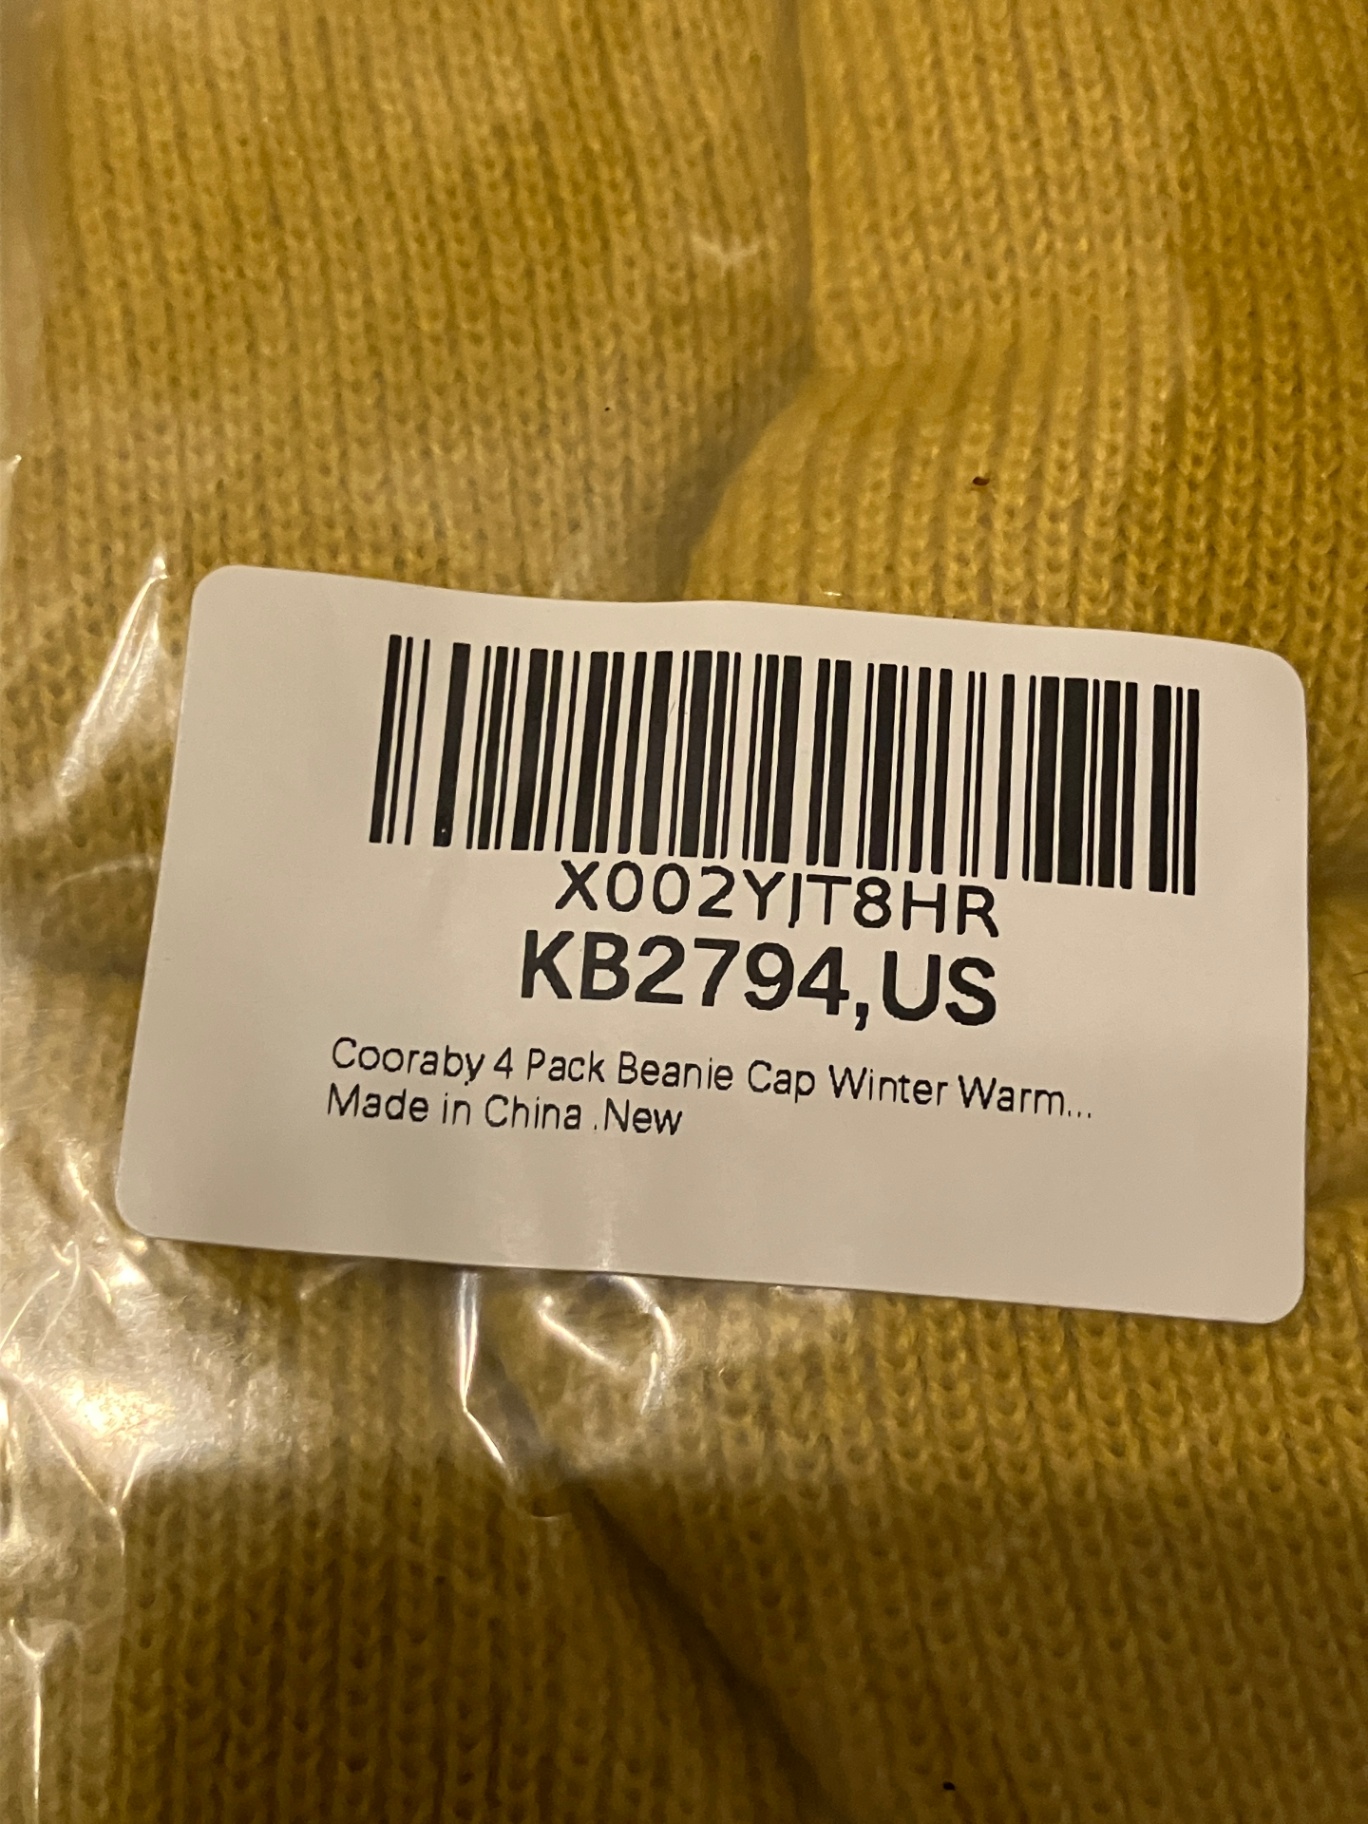 X002YJT8HR
KB2794,US
Cooraby 4 Pack Beanie Cap Winter Warm...
Made in China .New